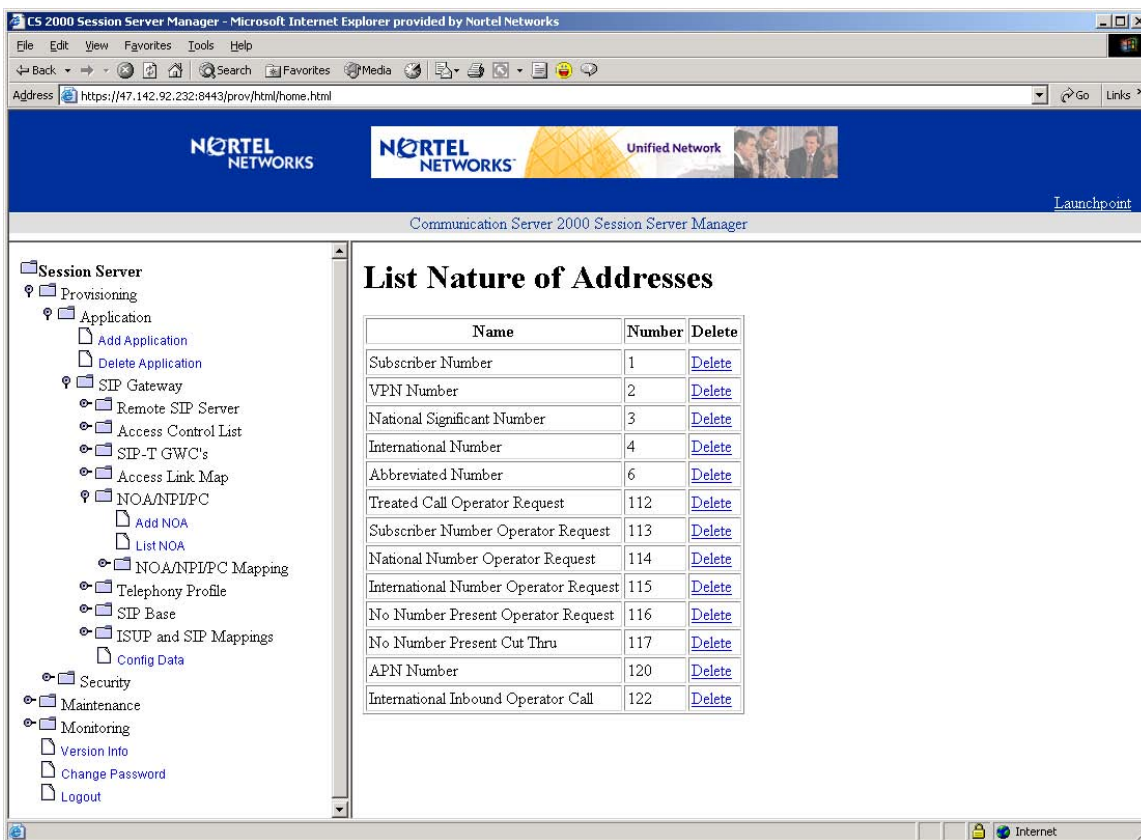 CS 2000 Session Server Manager - Microsoft Internet Explorer provided by Nortel Networks
File Edit View Favorites Tools Help
Back Search Favorites Media
Address https://47.142.92.232:8443/prov/html/home.html Go Links
NORTEL NETWORKS
NORTEL NETWORKS Unified Network
Launchpoint
Communication Server 2000 Session Server Manager
Session Server
Provisioning
Application
Add Application
Delete Application
SIP Gateway
Remote SIP Server
Access Control List
SIP-T GWC's
Access Link Map
NOA/NPI/PC
Add NOA
List NOA
NOA/NPI/PC Mapping
Telephony Profile
SIP Base
ISUP and SIP Mappings
Config Data
Security
Maintenance
Monitoring
Version Info
Change Password
Logout
List Nature of Addresses
Name Number Delete
Subscriber Number 1 Delete
VPN Number 2 Delete
National Significant Number 3 Delete
International Number 4 Delete
Abbreviated Number 6 Delete
Treated Call Operator Request 112 Delete
Subscriber Number Operator Request 113 Delete
National Number Operator Request 114 Delete
International Number Operator Request 115 Delete
No Number Present Operator Request 116 Delete
No Number Present Cut Thru 117 Delete
APN Number 120 Delete
International Inbound Operator Call 122 Delete
Internet